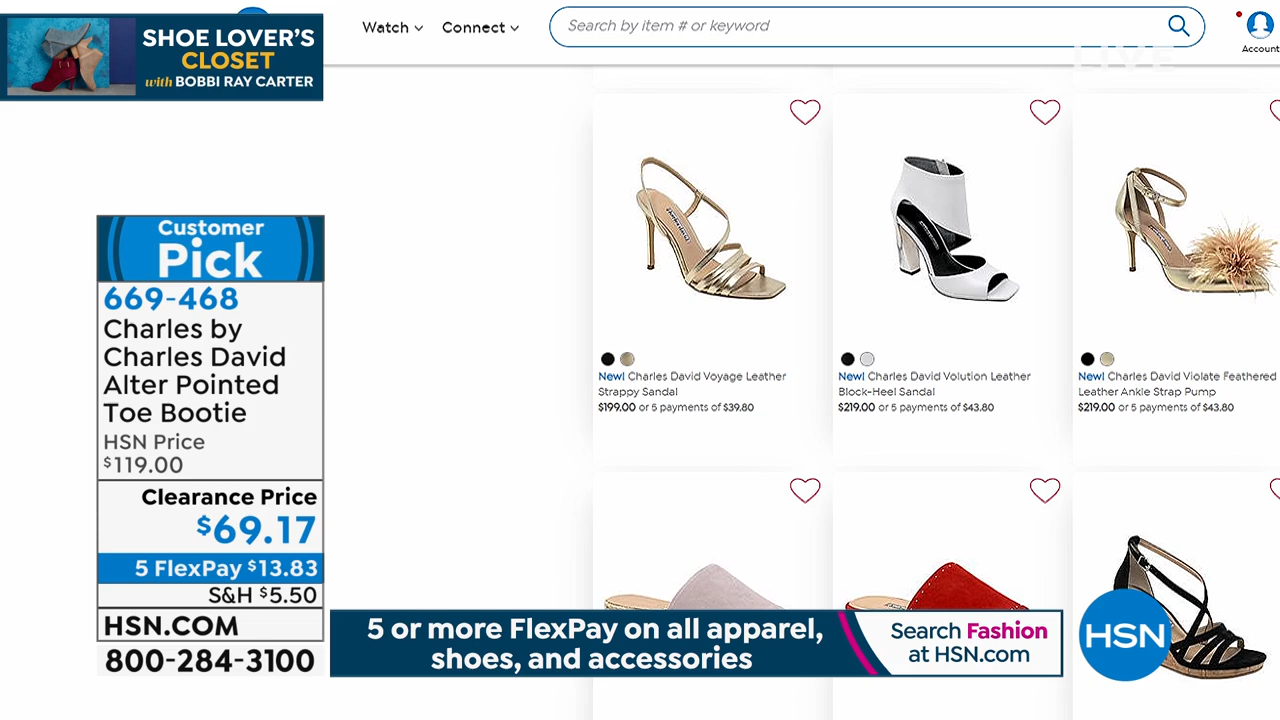 SHOE LOVER'S
CLOSET
with BOBBI RAY CARTER
Watch
Connect
Search by item # or keyword
Account
LIVE
Customer
Pick
669-468
Charles by
Charles David
Alter Pointed
Toe Bootie
HSN Price
$119.00
Clearance Price
$69.17
5 FlexPay $13.83
S&H $5.50
HSN.COM
800-284-3100
New! Charles David Voyage Leather
Strappy Sandal
$199.00 or 5 payments of $39.80
New! Charles David Volution Leather
Block-Heel Sandal
$219.00 or 5 payments of $43.80
New! Charles David Violate Feathered
Leather Ankle Strap Pump
$219.00 or 5 payments of $43.80
5 or more FlexPay on all apparel,
shoes, and accessories
Search Fashion
at HSN.com
HSN